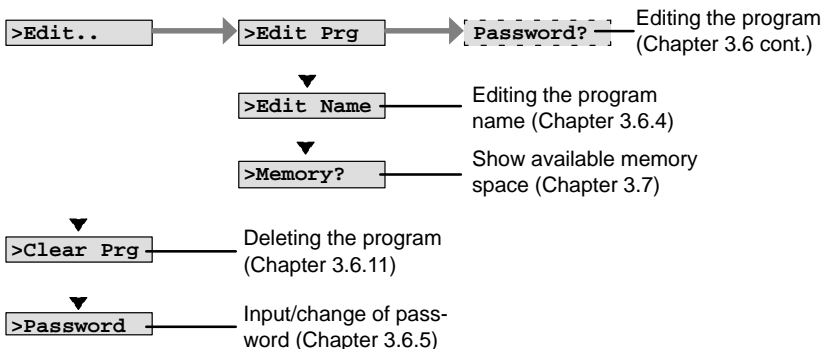 >Edit..
>Edit Prg
Password?
Editing the program
(Chapter 3.6 cont.)
>Edit Name
Editing the program
name (Chapter 3.6.4)
>Memory?
Show available memory
space (Chapter 3.7)
>Clear Prg
Deleting the program
(Chapter 3.6.11)
>Password
Input/change of pass-
word (Chapter 3.6.5)